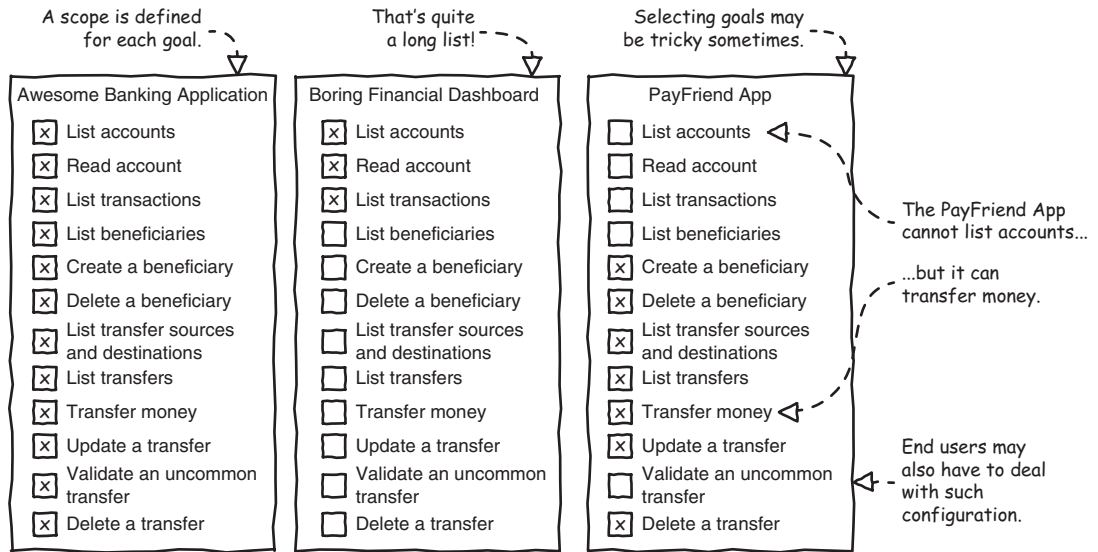 A scope is defined
for each goal.
That's quite
a long list!
Selecting goals may
be tricky sometimes.
Awesome Banking Application
x List accounts
x Read account
x List transactions
x List beneficiaries
x Create a beneficiary
x Delete a beneficiary
x List transfer sources
and destinations
x List transfers
x Transfer money
x Update a transfer
x Validate an uncommon
transfer
x Delete a transfer
Boring Financial Dashboard
x List accounts
x Read account
x List transactions
List beneficiaries
Create a beneficiary
Delete a beneficiary
List transfer sources
and destinations
List transfers
Transfer money
Update a transfer
Validate an uncommon
transfer
Delete a transfer
PayFriend App
List accounts
Read account
List transactions
List beneficiaries
x Create a beneficiary
x Delete a beneficiary
x List transfer sources
and destinations
x List transfers
x Transfer money
x Update a transfer
Validate an uncommon
transfer
x Delete a transfer
The PayFriend App
cannot list accounts...
...but it can
transfer money.
End users may
also have to deal
with such
configuration.